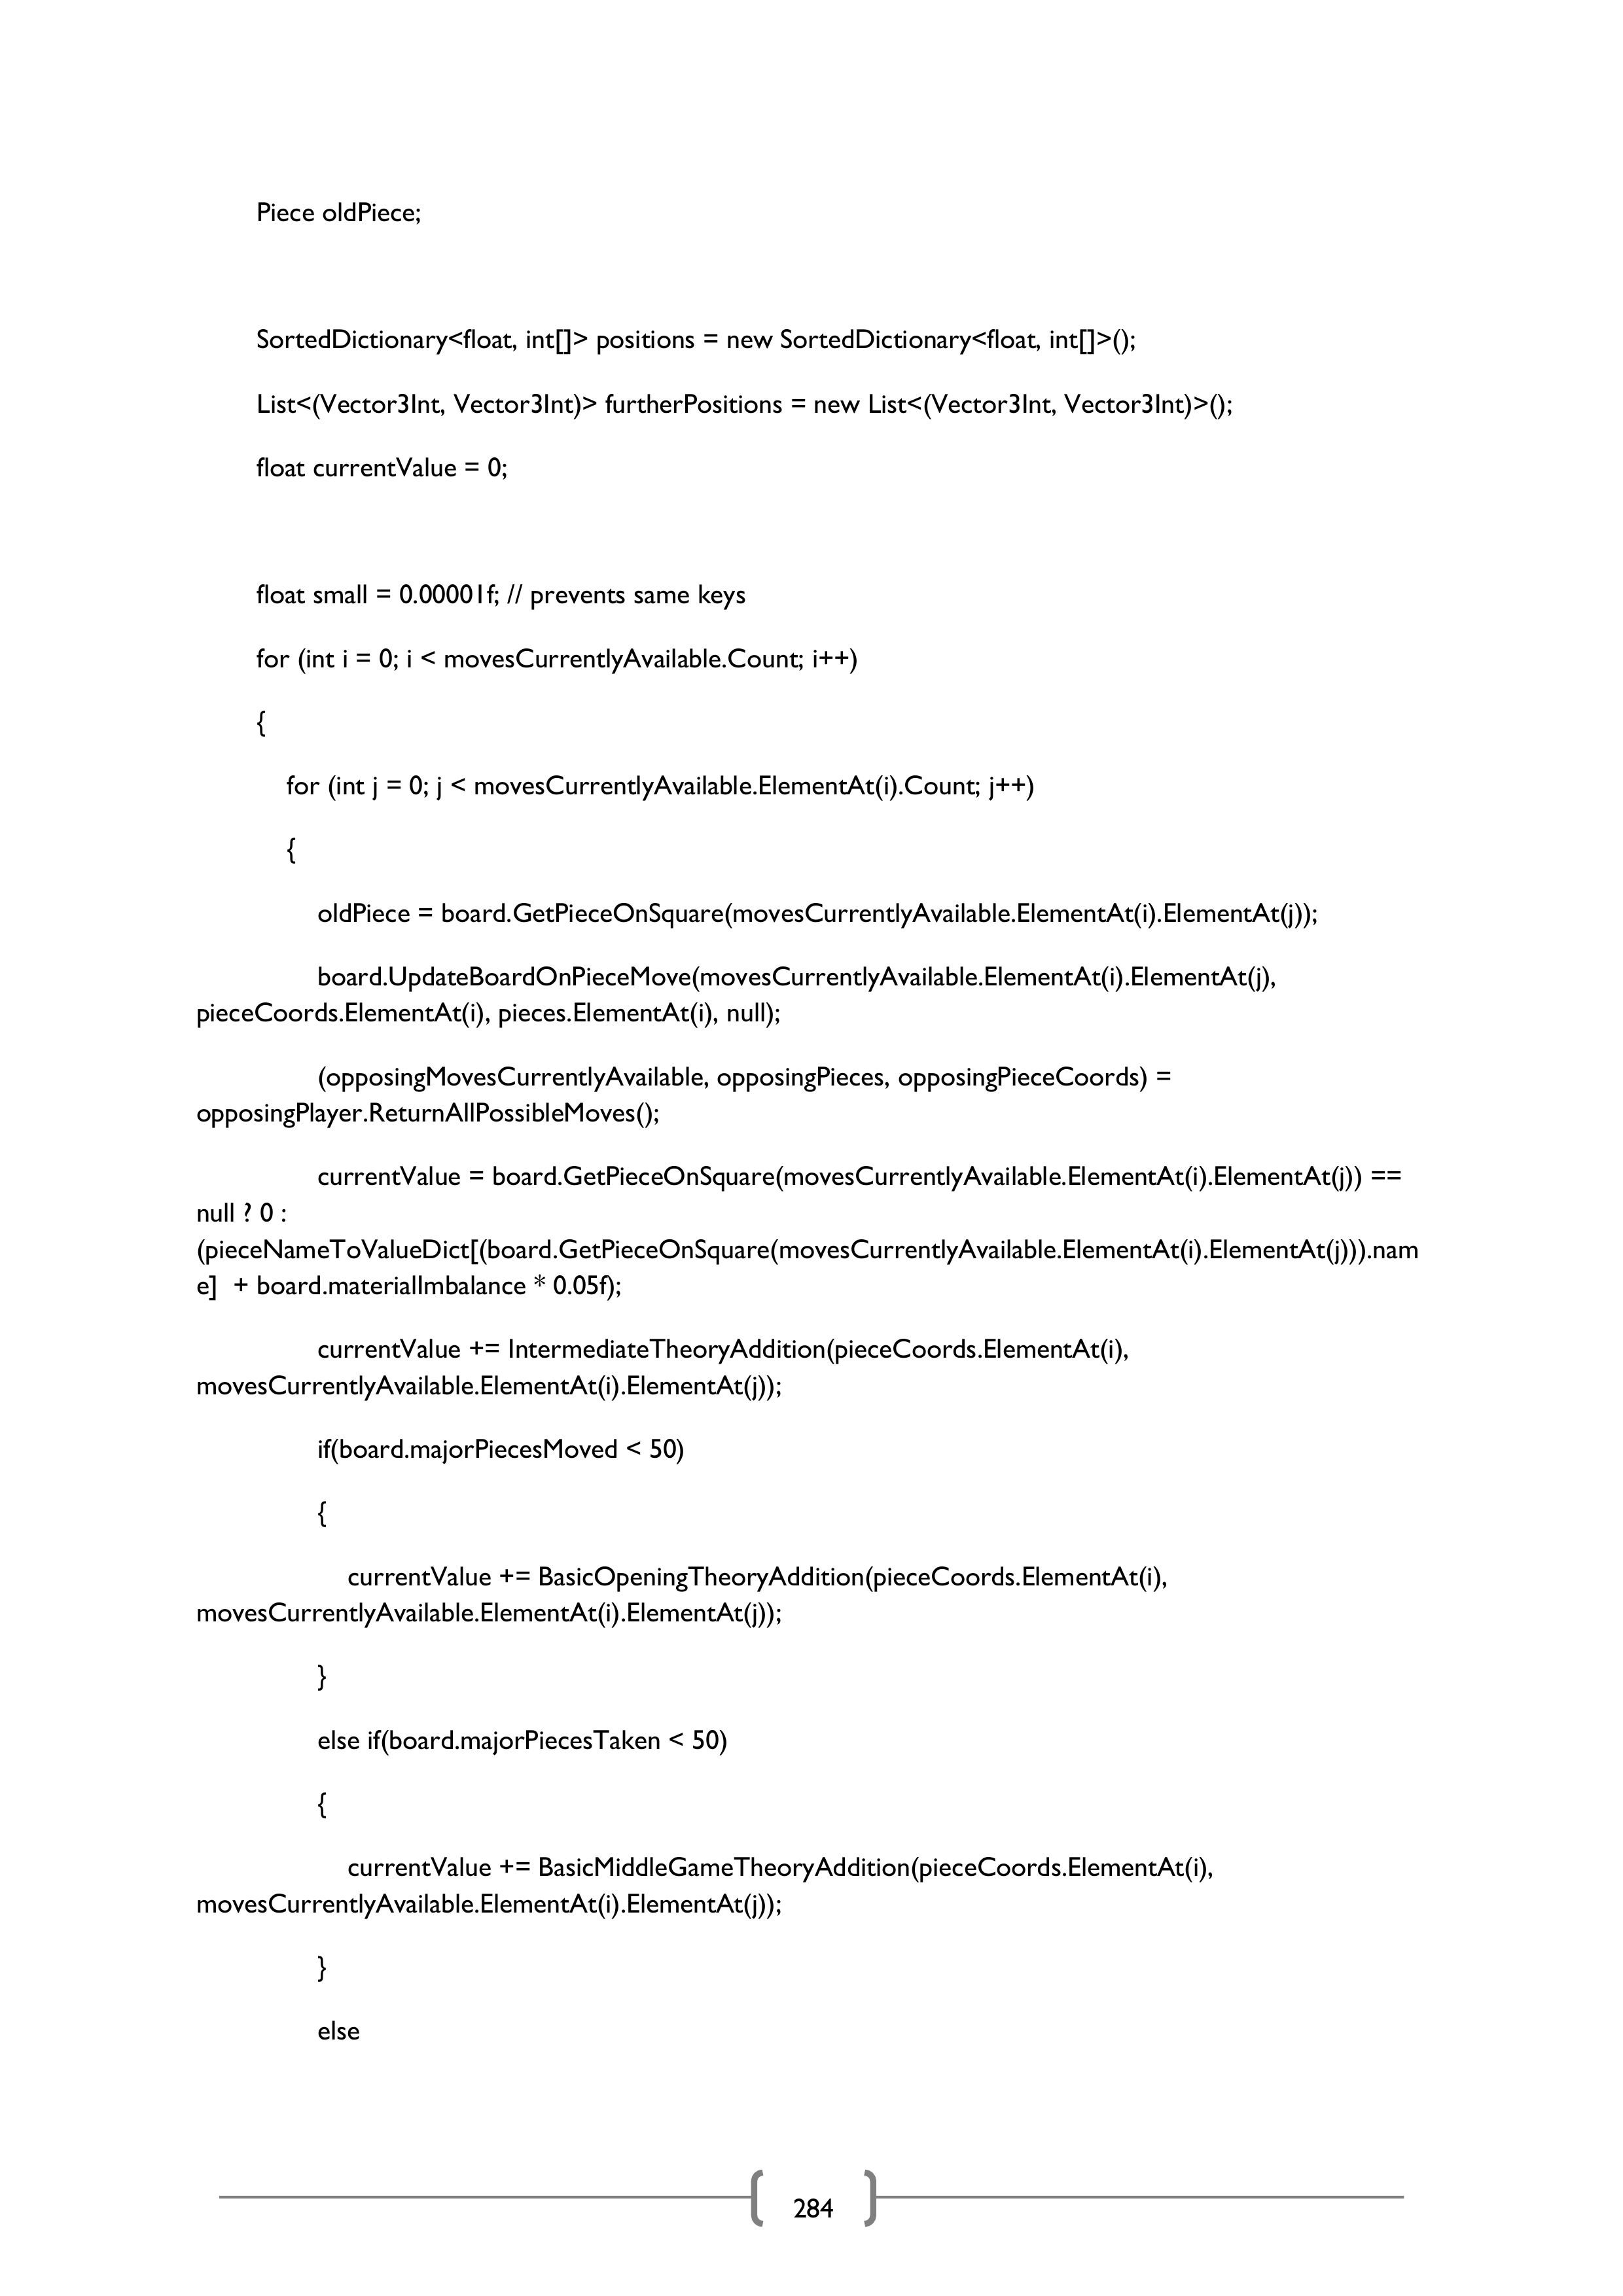 Piece oldPiece;
SortedDictionary<float, int[]> positions = new SortedDictionary<float, int[]>();
List<(Vector3Int, Vector3Int)> furtherPositions = new List<(Vector3Int, Vector3Int)>();
float currentValue = 0;
float small = 0.00001f; // prevents same keys
for (int i = 0; i < movesCurrentlyAvailable.Count; i++)
{
for (int j = 0; j < movesCurrentlyAvailable.ElementAt(i).Count; j++)
{
oldPiece = board.GetPieceOnSquare(movesCurrentlyAvailable.ElementAt(i).ElementAt(j));
board.UpdateBoardOnPieceMove(movesCurrentlyAvailable.ElementAt(i).ElementAt(j),
pieceCoords.ElementAt(i), pieces.ElementAt(i), null);
(opposingMovesCurrentlyAvailable, opposingPieces, opposingPieceCoords) =
opposingPlayer.ReturnAllPossibleMoves();
currentValue = board.GetPieceOnSquare(movesCurrentlyAvailable.ElementAt(i).ElementAt(j)) ==
null ? 0 :
(pieceNameToValueDict[(board.GetPieceOnSquare(movesCurrentlyAvailable.ElementAt(i).ElementAt(j))).nam
e]  + board.materialImbalance * 0.05f);
currentValue += IntermediateTheoryAddition(pieceCoords.ElementAt(i),
movesCurrentlyAvailable.ElementAt(i).ElementAt(j));
if(board.majorPiecesMoved < 50)
{
currentValue += BasicOpeningTheoryAddition(pieceCoords.ElementAt(i),
movesCurrentlyAvailable.ElementAt(i).ElementAt(j));
}
else if(board.majorPiecesTaken < 50)
{
currentValue += BasicMiddleGameTheoryAddition(pieceCoords.ElementAt(i),
movesCurrentlyAvailable.ElementAt(i).ElementAt(j));
}
else
284